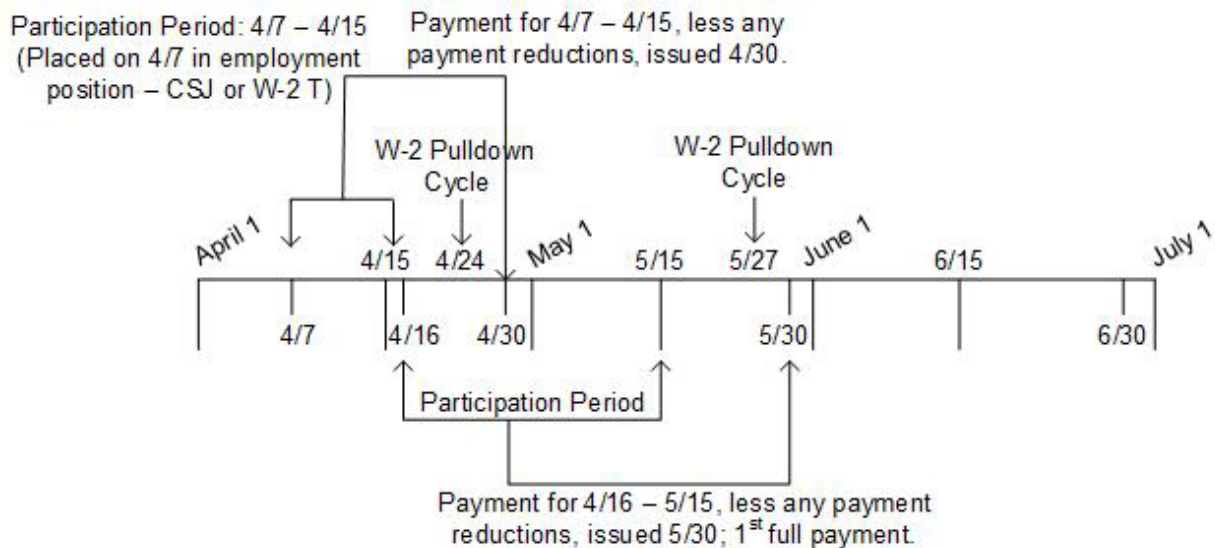 Participation Period: 4/7 – 4/15
(Placed on 4/7 in employment
position – CSJ or W-2 T)
Payment for 4/7 – 4/15, less any
payment reductions, issued 4/30.
W-2 Pulldown
Cycle
W-2 Pulldown
Cycle
April 1
4/15
4/24
May 1
5/15
5/27
June 1
6/15
July 1
4/7
4/16
4/30
5/30
6/30
Participation Period
Payment for 4/16 – 5/15, less any payment
reductions, issued 5/30; 1st full payment.